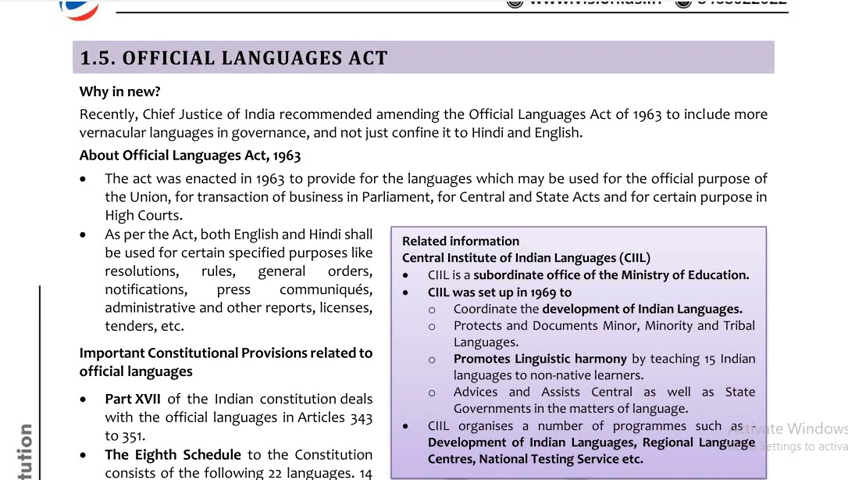 1.5. OFFICIAL LANGUAGES ACT
Why in new?
Recently, Chief Justice of India recommended amending the Official Languages Act of 1963 to include more
vernacular languages in governance, and not just confine it to Hindi and English.
About Official Languages Act, 1963
• The act was enacted in 1963 to provide for the languages which may be used for the official purpose of
the Union, for transaction of business in Parliament, for Central and State Acts and for certain purpose in
High Courts.
• As per the Act, both English and Hindi shall
be used for certain specified purposes like
resolutions, rules, general orders,
notifications, press communiqués,
administrative and other reports, licenses,
tenders, etc.
Important Constitutional Provisions related to
official languages
• Part XVII of the Indian constitution deals
with the official languages in Articles 343
to 351.
• The Eighth Schedule to the Constitution
consists of the following 22 languages. 14
Related information
Central Institute of Indian Languages (CIIL)
• CIIL is a subordinate office of the Ministry of Education.
• CIIL was set up in 1969 to
o Coordinate the development of Indian Languages.
o Protects and Documents Minor, Minority and Tribal
Languages.
o Promotes Linguistic harmony by teaching 15 Indian
languages to non-native learners.
o Advices and Assists Central as well as State
Governments in the matters of language.
• CIIL organises a number of programmes such as -
Development of Indian Languages, Regional Language
Centres, National Testing Service etc.
tution
Activate Windows
Settings to activa